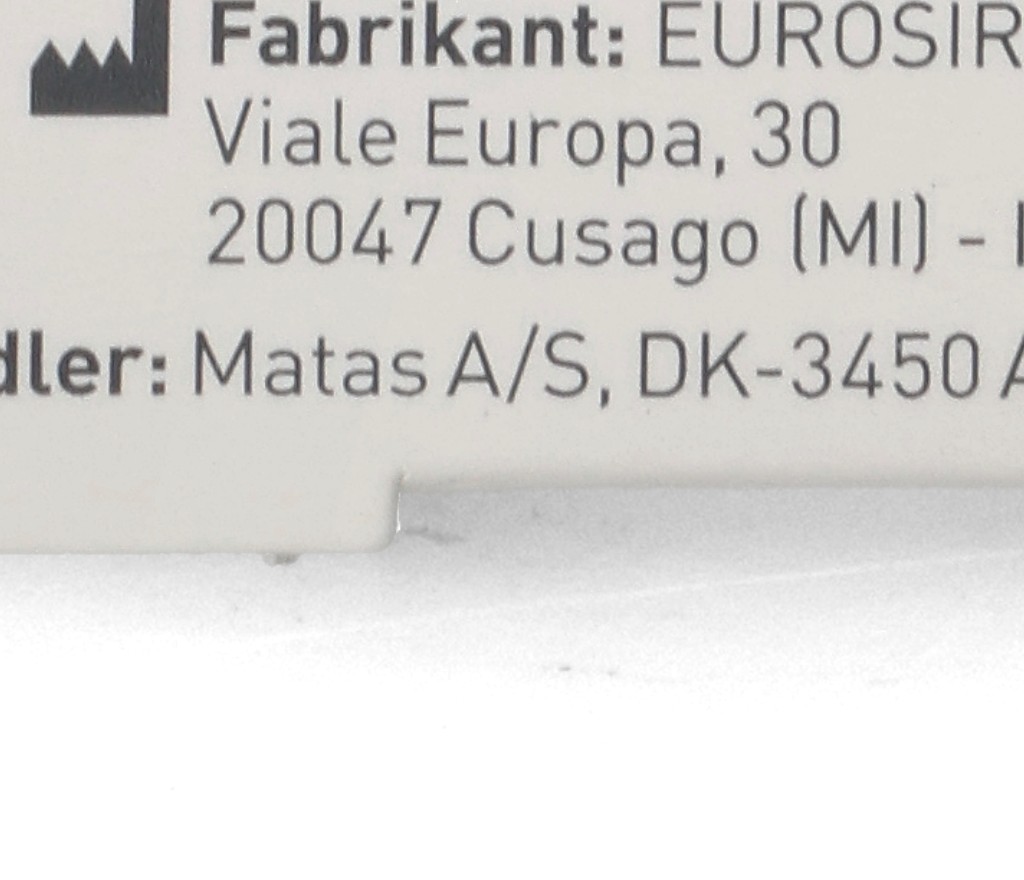 Fabrikant: EUROSIR
Viale Europa, 30
20047 Cusago (MI) -
dler: Matas A/S, DK-3450 A